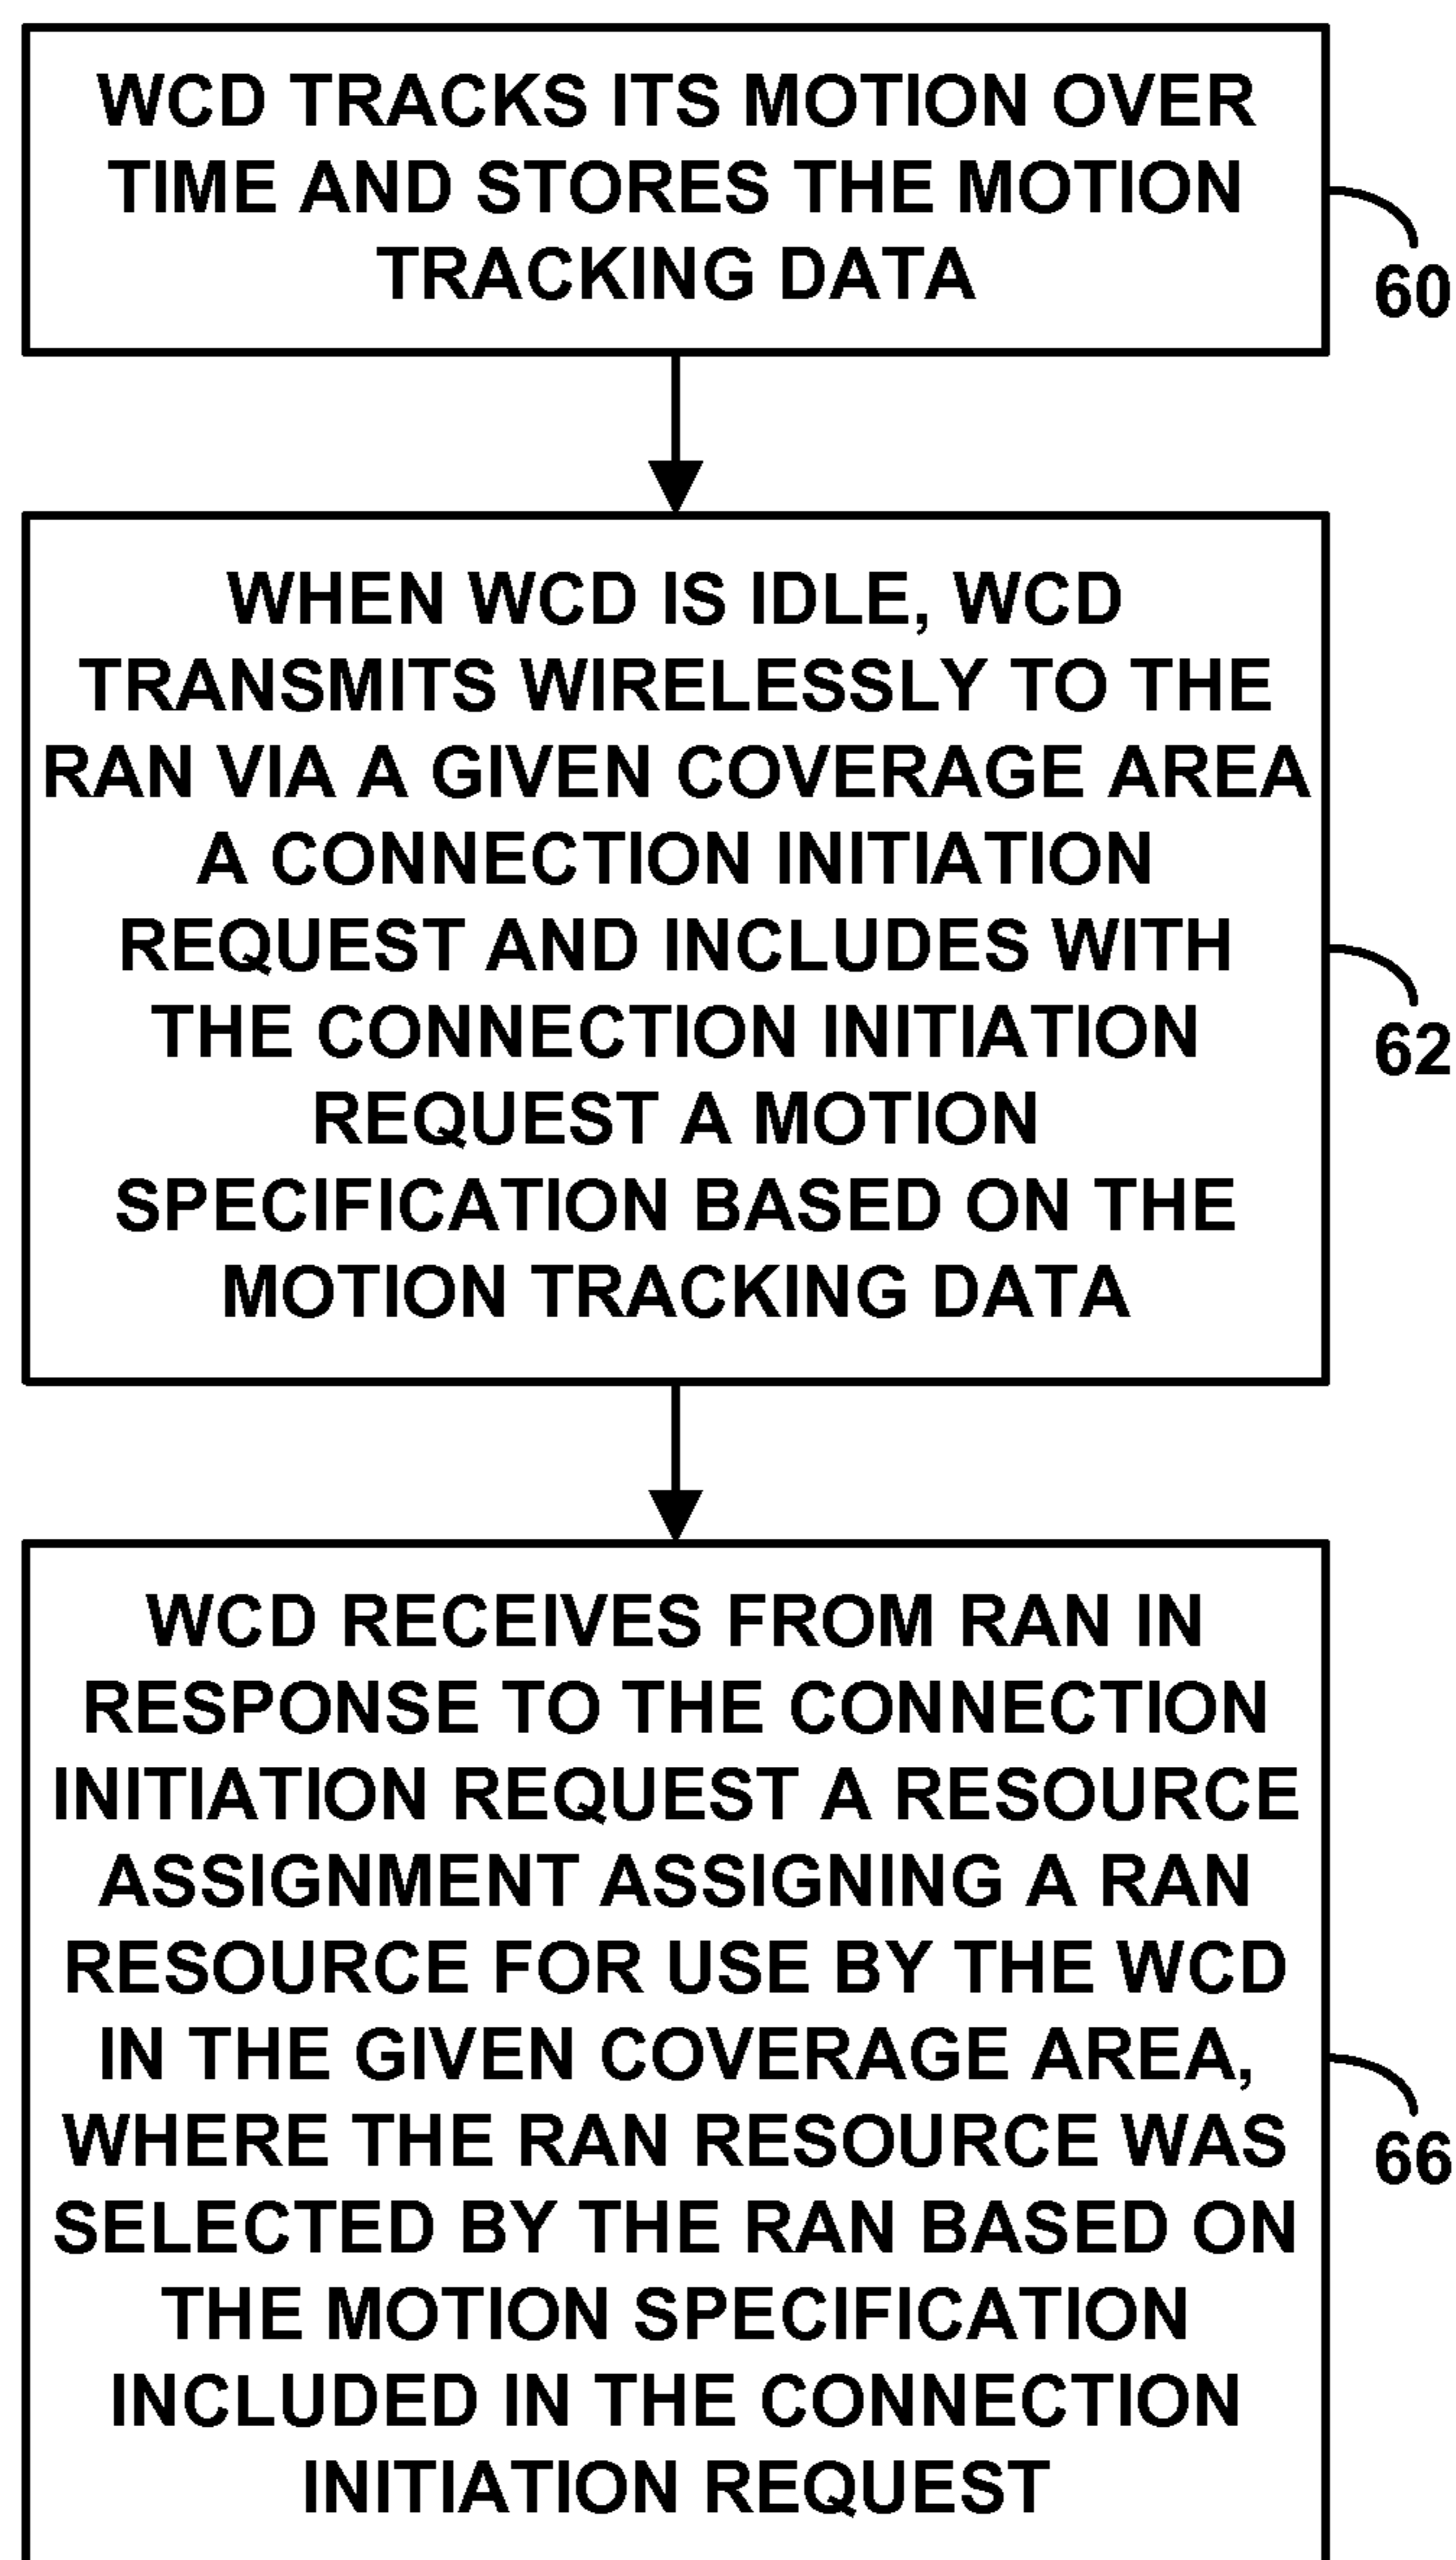 WCD TRACKS ITS MOTION OVER
TIME AND STORES THE MOTION
TRACKING DATA
60
WHEN WCD IS IDLE, WCD
TRANSMITS WIRELESSLY TO THE
RAN VIA A GIVEN COVERAGE AREA
A CONNECTION INITIATION
REQUEST AND INCLUDES WITH
THE CONNECTION INITIATION
REQUEST A MOTION
SPECIFICATION BASED ON THE
MOTION TRACKING DATA
62
WCD RECEIVES FROM RAN IN
RESPONSE TO THE CONNECTION
INITIATION REQUEST A RESOURCE
ASSIGNMENT ASSIGNING A RAN
RESOURCE FOR USE BY THE WCD
IN THE GIVEN COVERAGE AREA,
WHERE THE RAN RESOURCE WAS
SELECTED BY THE RAN BASED ON
THE MOTION SPECIFICATION
INCLUDED IN THE CONNECTION
INITIATION REQUEST
66